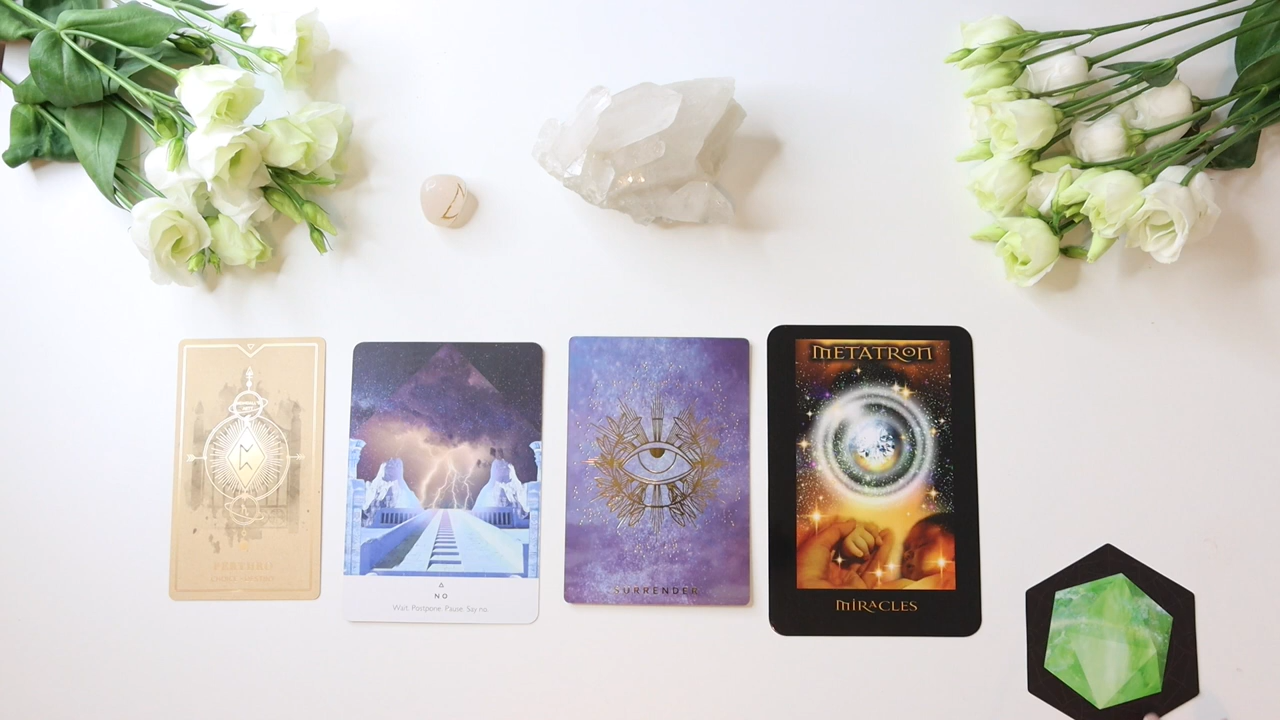 PERTHRO
NO
Wait. Postpone. Pause. Say no.
SURRENDER
METATRON
MIRACLES